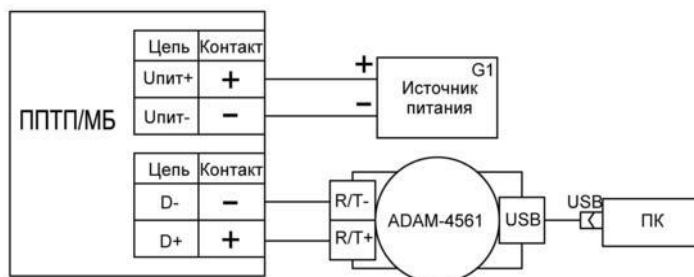 ППТП/МБ
Цепь Контакт
Uпит+ +
Uпит- −
Цепь Контакт
D- −
D+ +
+
−
G1
Источник
питания
R/T-
R/T+
ADAM-4561
USB
USB
ПК